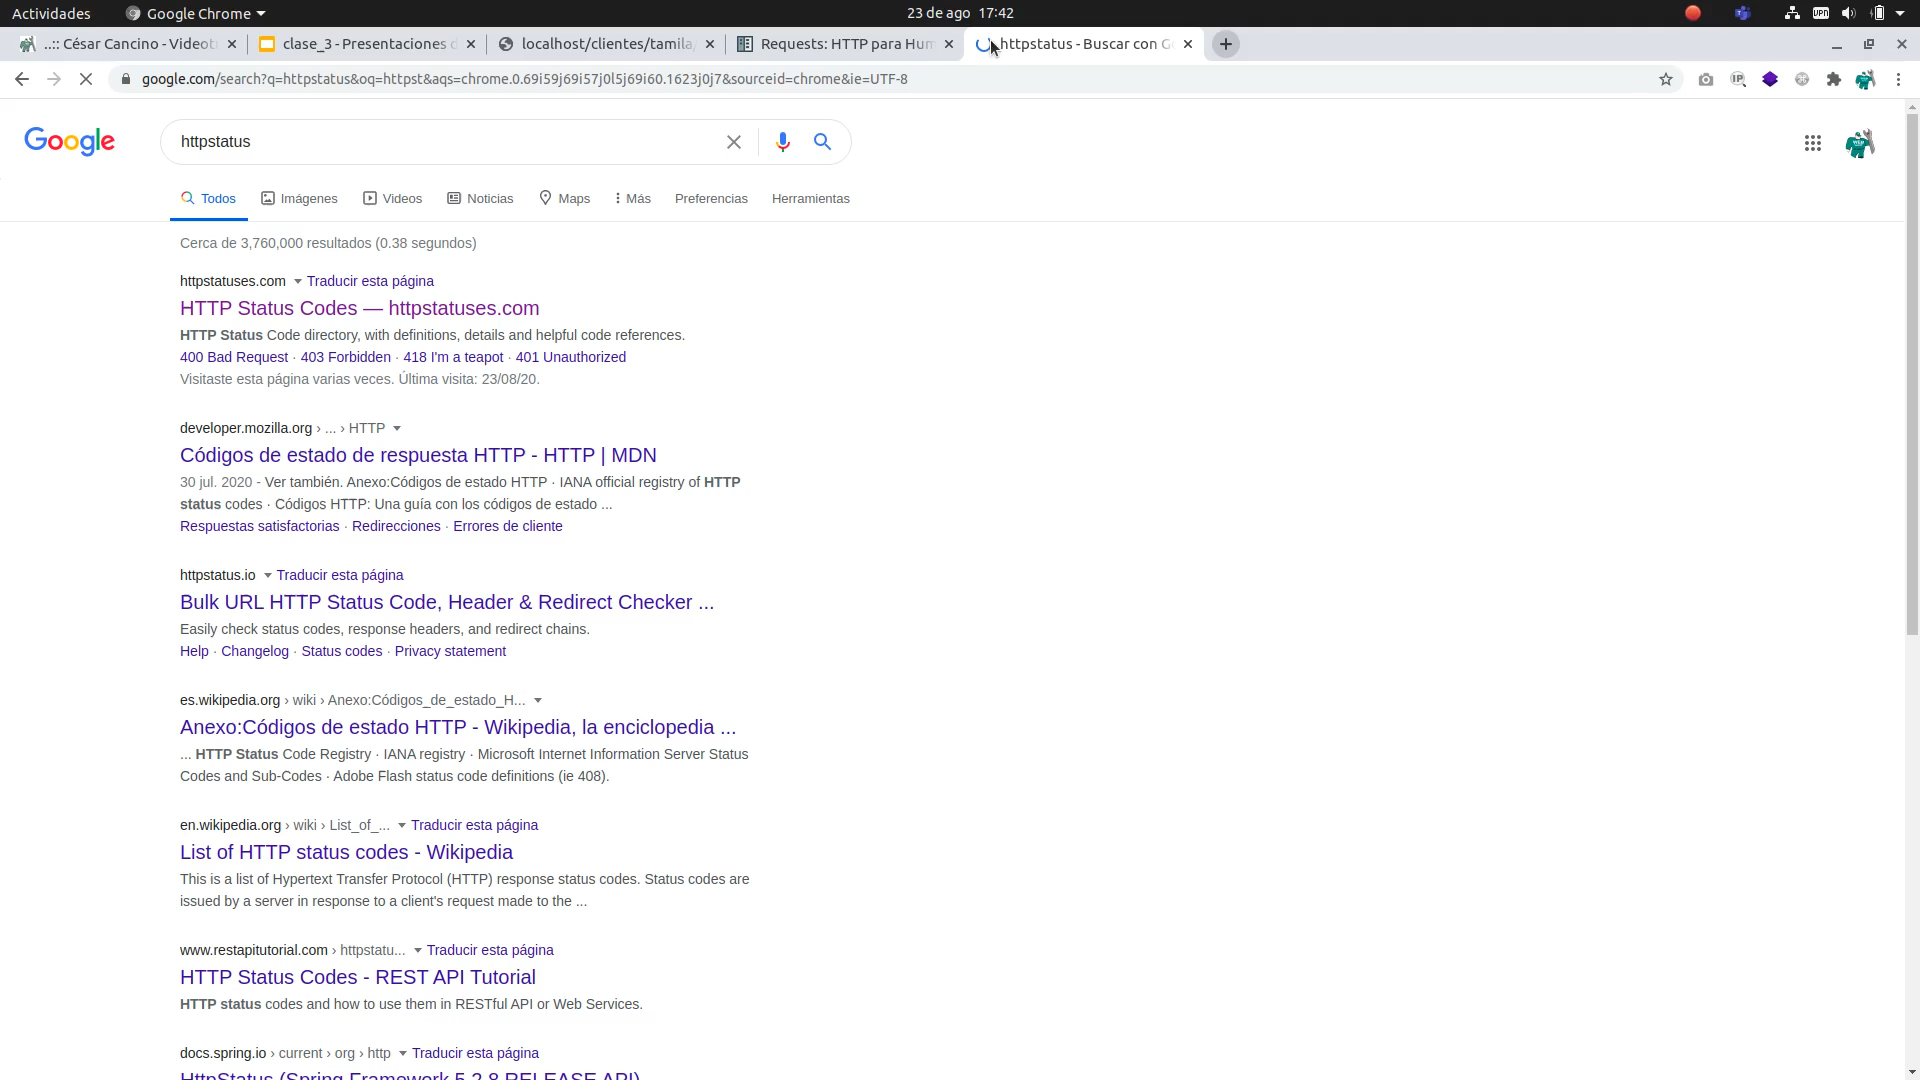 Actividades
Google Chrome
23 de ago 17:42
VPN
..:: César Cancino - Videot
clase_3 - Presentaciones d
localhost/clientes/tamila
Requests: HTTP para Hum
httpstatus - Buscar con G
google.com/search?q=httpstatus&oq=httpst&aqs=chrome.0.69i59j69i57j0l5j69i60.1623j0j7&sourceid=chrome&ie=UTF-8
IP
Google
httpstatus
Todos
Imágenes
Videos
Noticias
Maps
Más
Preferencias
Herramientas
Cerca de 3,760,000 resultados (0.38 segundos)
httpstatuses.com Traducir esta página
HTTP Status Codes — httpstatuses.com
HTTP Status Code directory, with definitions, details and helpful code references.
400 Bad Request · 403 Forbidden · 418 I'm a teapot · 401 Unauthorized
Visitaste esta página varias veces. Última visita: 23/08/20.
developer.mozilla.org › ... › HTTP
Códigos de estado de respuesta HTTP - HTTP | MDN
30 jul. 2020 - Ver también. Anexo:Códigos de estado HTTP · IANA official registry of HTTP
status codes · Códigos HTTP: Una guía con los códigos de estado ...
Respuestas satisfactorias · Redirecciones · Errores de cliente
httpstatus.io Traducir esta página
Bulk URL HTTP Status Code, Header & Redirect Checker ...
Easily check status codes, response headers, and redirect chains.
Help · Changelog · Status codes · Privacy statement
es.wikipedia.org › wiki › Anexo:Códigos_de_estado_H...
Anexo:Códigos de estado HTTP - Wikipedia, la enciclopedia ...
... HTTP Status Code Registry · IANA registry · Microsoft Internet Information Server Status
Codes and Sub-Codes · Adobe Flash status code definitions (ie 408).
en.wikipedia.org › wiki › List_of_... Traducir esta página
List of HTTP status codes - Wikipedia
This is a list of Hypertext Transfer Protocol (HTTP) response status codes. Status codes are
issued by a server in response to a client's request made to the ...
www.restapitutorial.com › httpstatu... Traducir esta página
HTTP Status Codes - REST API Tutorial
HTTP status codes and how to use them in RESTful API or Web Services.
docs.spring.io › current › org › http Traducir esta página
HttpStatus (Spring Framework 5.2.8.RELEASE API)